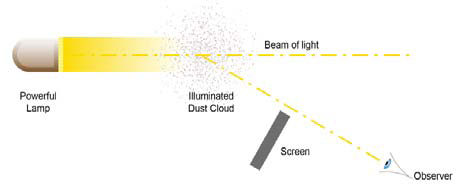 Beam of light
Powerful
Lamp
Illuminated
Dust Cloud
Screen
Observer